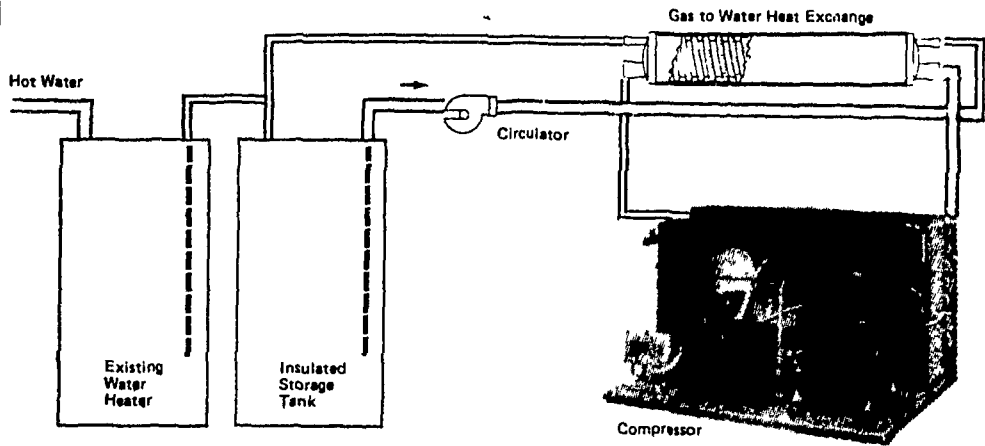 Gas to Water Heat Exchange
Hot Water
Circulator
Existing
Water
Heater
Insulated
Storage
Tank
Compressor